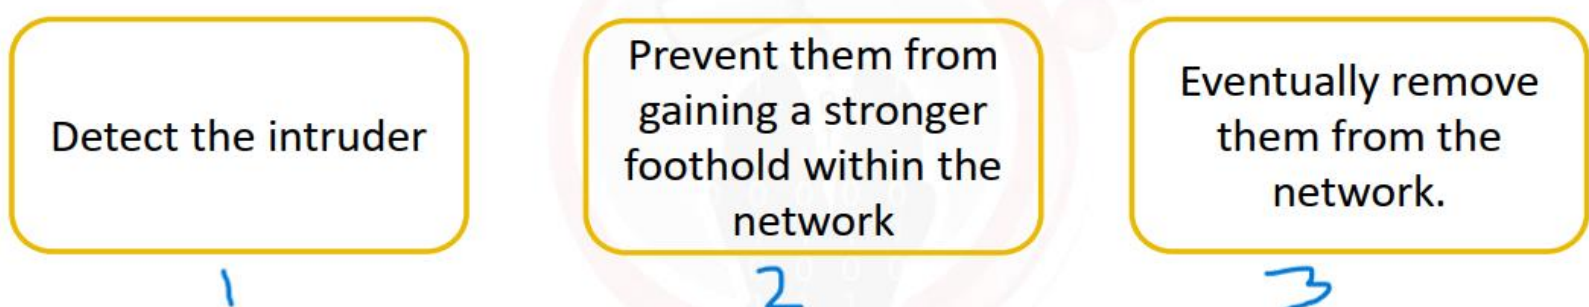 Detect the intruder
Prevent them from
gaining a stronger
foothold within the
network
Eventually remove
them from the
network.
1
2
3